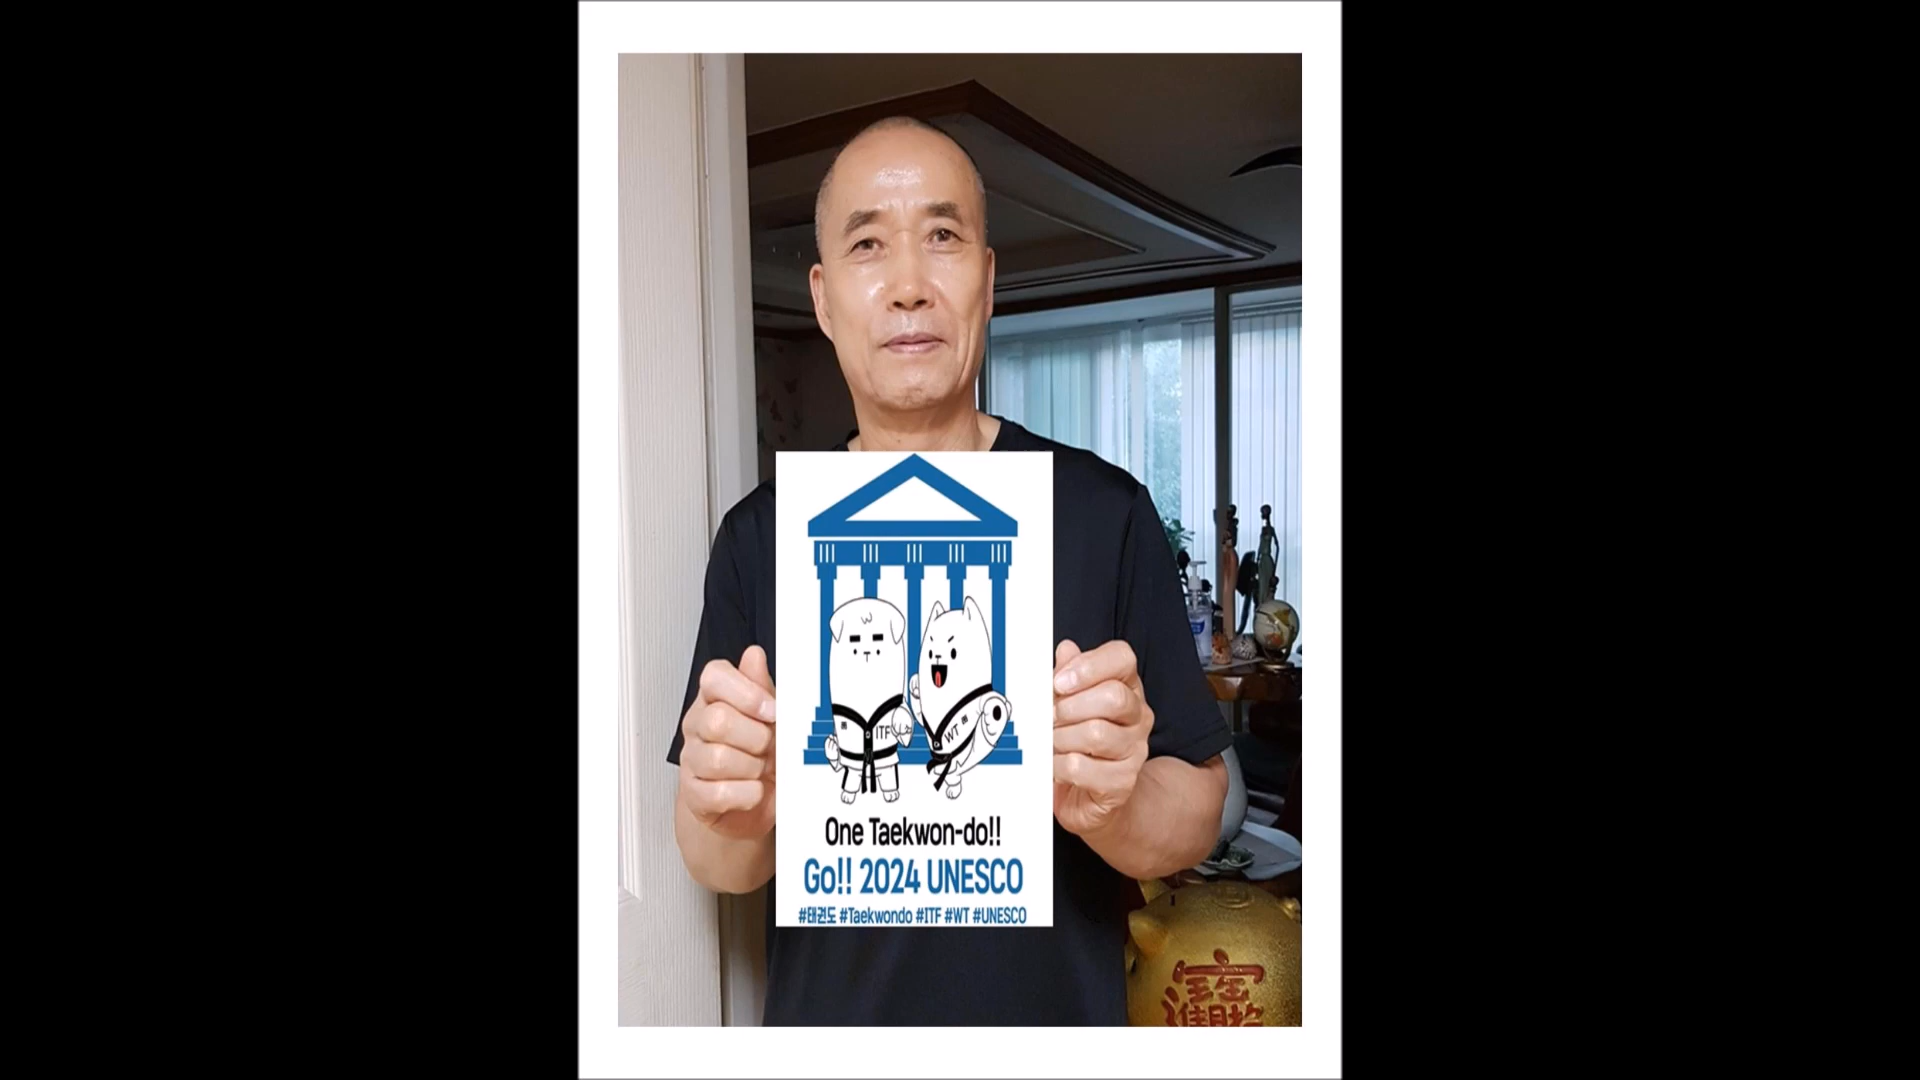 ITF
WT
One Taekwon-do!!
Go!! 2024 UNESCO
#태권도 #Taekwondo #ITF #WT #UNESCO